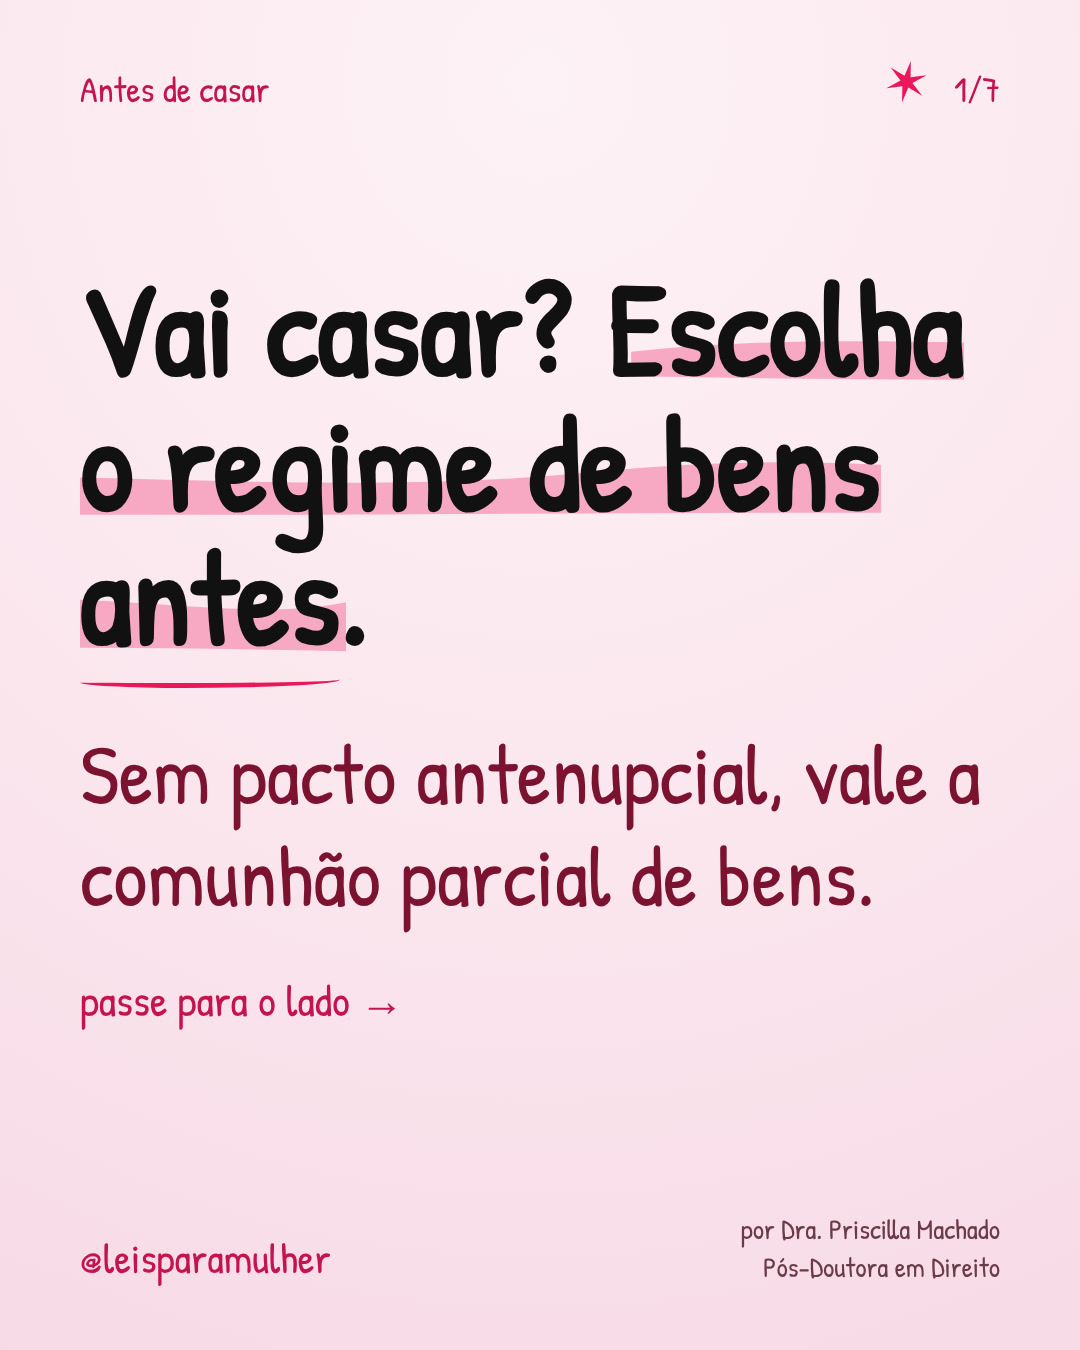 Antes de casar
1/7
Vai casar? Escolha
o regime de bens
antes.
Sem pacto antenupcial, vale a
comunhão parcial de bens.
passe para o lado →
@leisparamulher
por Dra. Priscilla Machado
Pós-Doutora em Direito